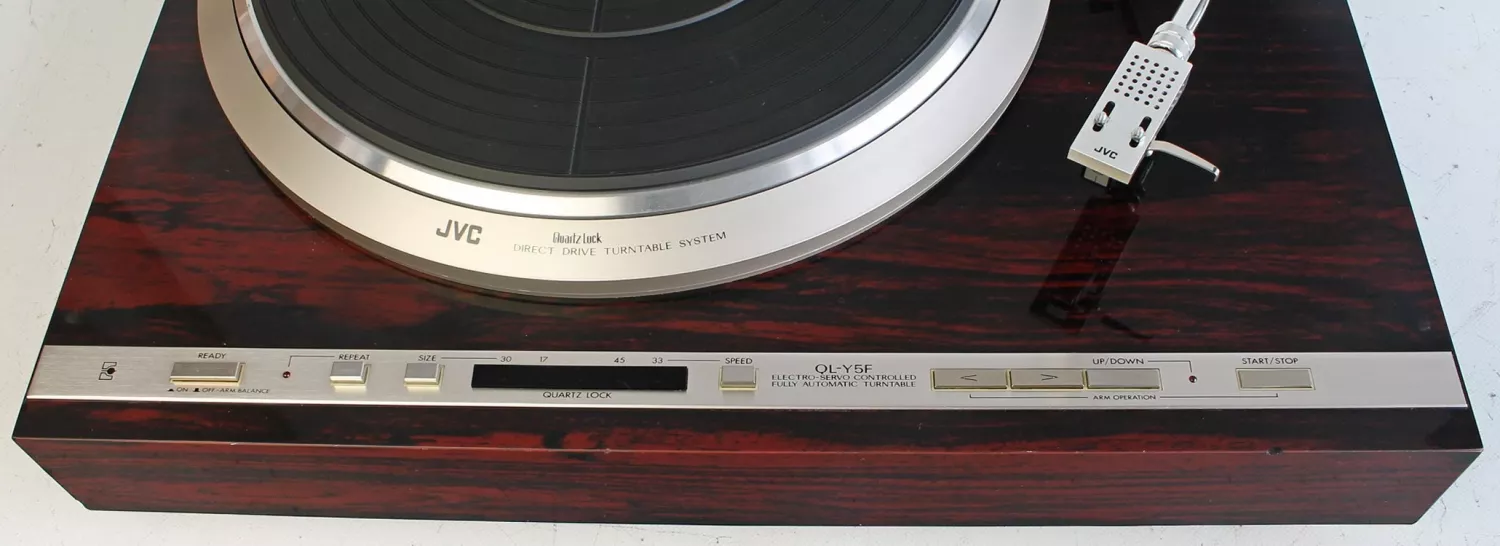 JVC
JVC
Quartz Lock
DIRECT DRIVE TURNTABLE SYSTEM
READY
REPEAT
SIZE
30 17 45 33
SPEED
QL-Y5F
ELECTRO-SERVO CONTROLLED
FULLY AUTOMATIC TURNTABLE
UP/DOWN
START/STOP
ON OFF-ARM BALANCE
QUARTZ LOCK
< >
ARM OPERATION